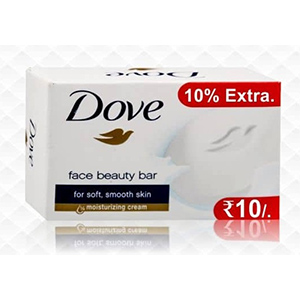 10% Extra.
Dove
face beauty bar
for soft, smooth skin
moisturizing cream
₹10/.